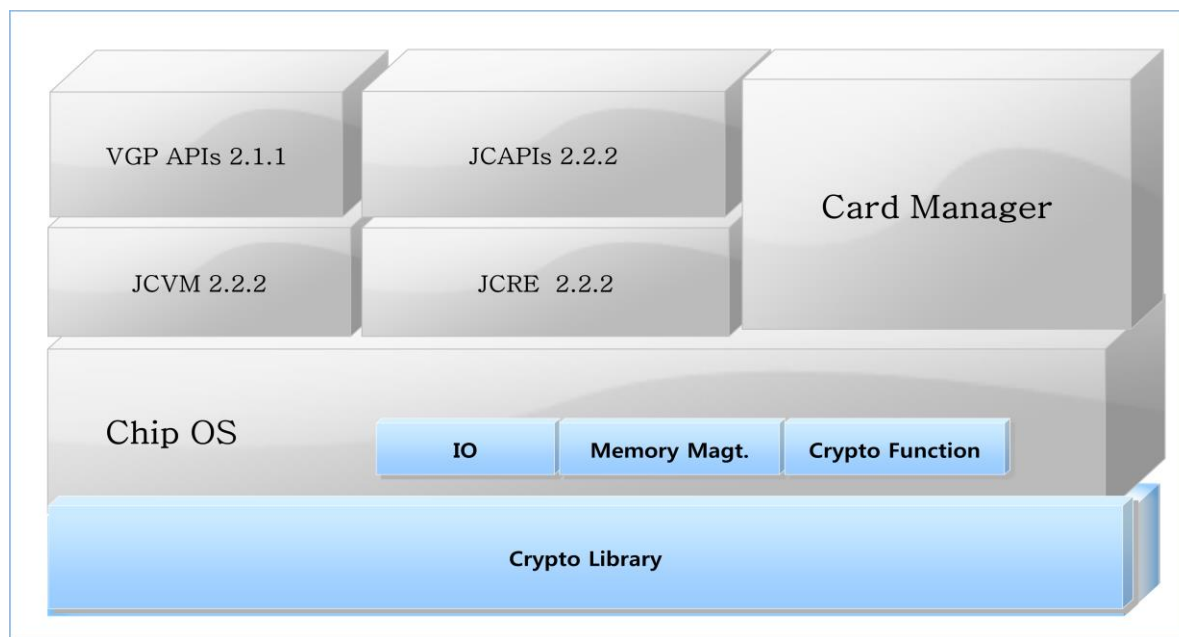 VGP APIs 2.1.1
JCAPIs 2.2.2
Card Manager
JCVM 2.2.2
JCRE 2.2.2
Chip OS
IO
Memory Magt.
Crypto Function
Crypto Library